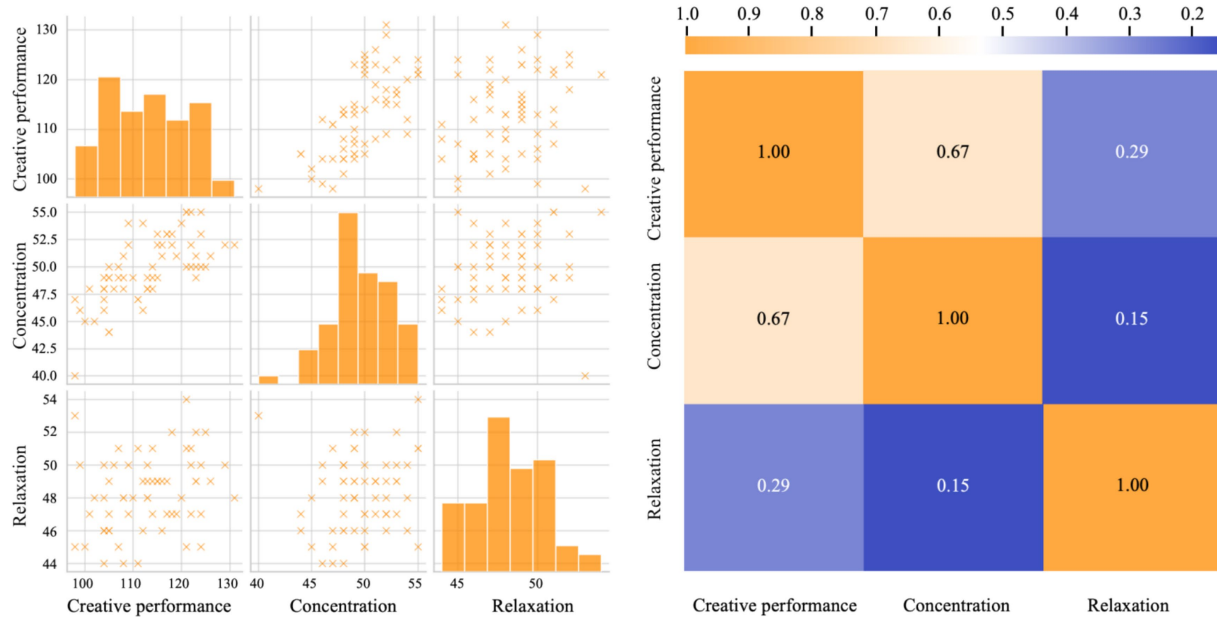 130
120
110
100
Creative performance
55.0
52.5
50.0
47.5
45.0
42.5
40.0
Concentration
54
52
50
48
46
44
Relaxation
100 110 120 130
40 45 50 55
45 50
Creative performance Concentration Relaxation
1.0 0.9 0.8 0.7 0.6 0.5 0.4 0.3 0.2
Creative performance
1.00 0.67 0.29
Concentration
0.67 1.00 0.15
Relaxation
0.29 0.15 1.00
Creative performance Concentration Relaxation